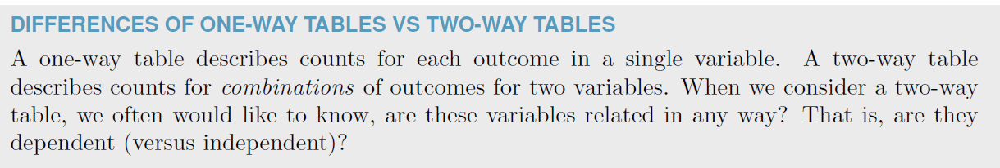 DIFFERENCES OF ONE-WAY TABLES VS TWO-WAY TABLES
A one-way table describes counts for each outcome in a single variable. A two-way table
describes counts for combinations of outcomes for two variables. When we consider a two-way
table, we often would like to know, are these variables related in any way? That is, are they
dependent (versus independent)?